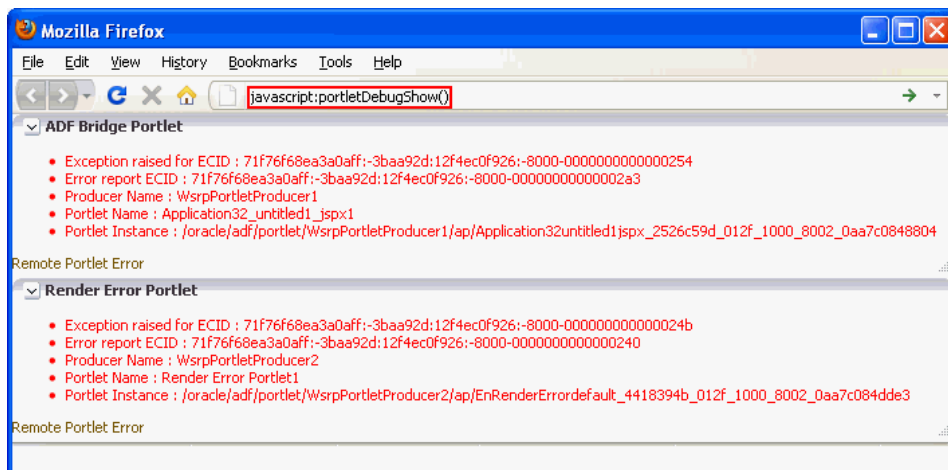 Mozilla Firefox
File Edit View History Bookmarks Tools Help
javascript:portletDebugShow()
ADF Bridge Portlet
Exception raised for ECID : 71f76f68ea3a0aff:-3baa92d:12f4ec0f926:-8000-0000000000000254
Error report ECID : 71f76f68ea3a0aff:-3baa92d:12f4ec0f926:-8000-00000000000002a3
Producer Name : WsrpPortletProducer1
Portlet Name : Application32_untitled1_jspx1
Portlet Instance : /oracle/adf/portlet/WsrpPortletProducer1/ap/Application32untitled1jspx_2526c59d_012f_1000_8002_0aa7c0848804
Remote Portlet Error
Render Error Portlet
Exception raised for ECID : 71f76f68ea3a0aff:-3baa92d:12f4ec0f926:-8000-000000000000024b
Error report ECID : 71f76f68ea3a0aff:-3baa92d:12f4ec0f926:-8000-0000000000000240
Producer Name : WsrpPortletProducer2
Portlet Name : Render Error Portlet1
Portlet Instance : /oracle/adf/portlet/WsrpPortletProducer2/ap/EnRenderErrordefault_4418394b_012f_1000_8002_0aa7c084dde3
Remote Portlet Error